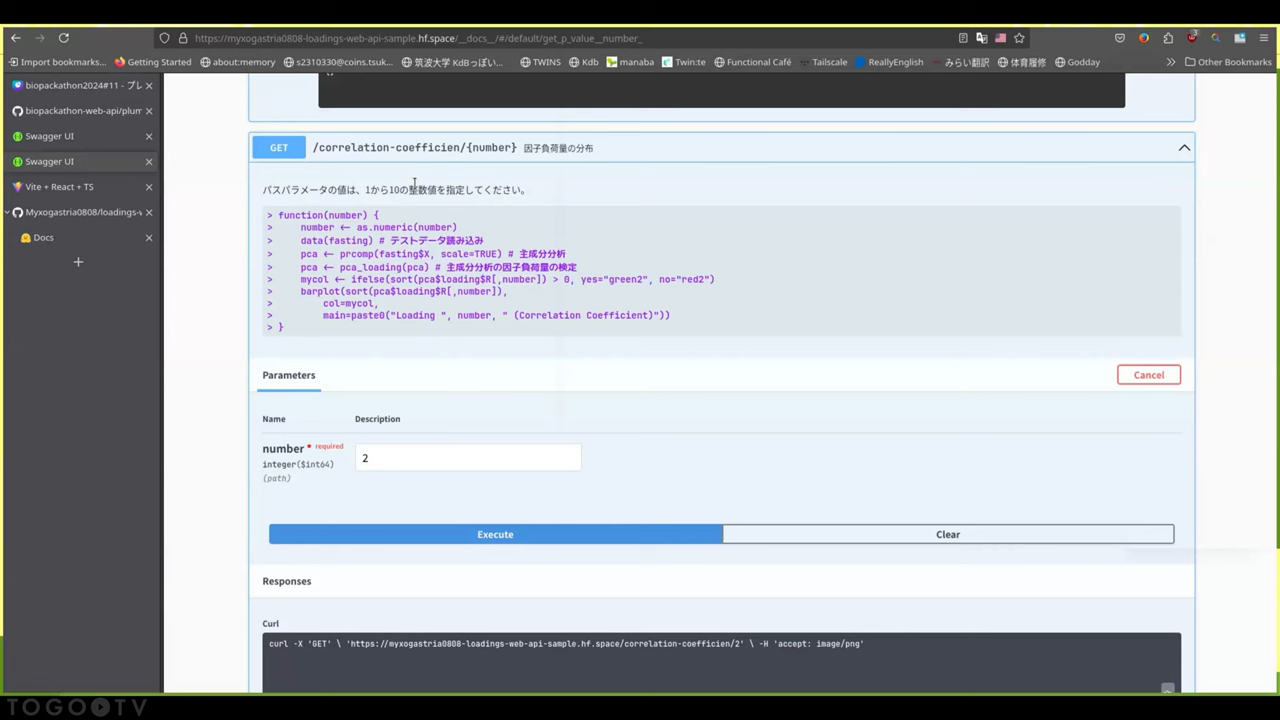 https://myxogastria0808-loadings-web-api-sample.hf.space/__docs__/#/default/get_p_value__number_
Import bookmarks... Getting Started about:memory s2310330@coins.tsuk... 筑波大学 KdBっぽい... TWINS Kdb manaba Twin:te Functional Café Tailscale ReallyEnglish みらい翻訳 体育履修 Godday Other Bookmarks
biopackathon2024#11 - プレ
biopackathon-web-api/plum
Swagger UI
Swagger UI
Vite + React + TS
Myxogastria0808/loadings-w
Docs
GET /correlation-coefficien/{number} 因子負荷量の分布
パスパラメータの値は、1から10の整数値を指定してください。
> function(number) {
> number <- as.numeric(number)
> data(fasting) # テストデータ読み込み
> pca <- prcomp(fasting$X, scale=TRUE) # 主成分分析
> pca <- pca_loading(pca) # 主成分分析の因子負荷量の検定
> mycol <- ifelse(sort(pca$loading$R[,number]) > 0, yes="green2", no="red2")
> barplot(sort(pca$loading$R[,number]),
> col=mycol,
> main=paste0("Loading ", number, " (Correlation Coefficient)"))
> }
Parameters
Cancel
Name Description
number * required
integer($int64)
(path)
2
Execute
Clear
Responses
Curl
curl -X 'GET' \ 'https://myxogastria0808-loadings-web-api-sample.hf.space/correlation-coefficien/2' \ -H 'accept: image/png'
TOGOTV